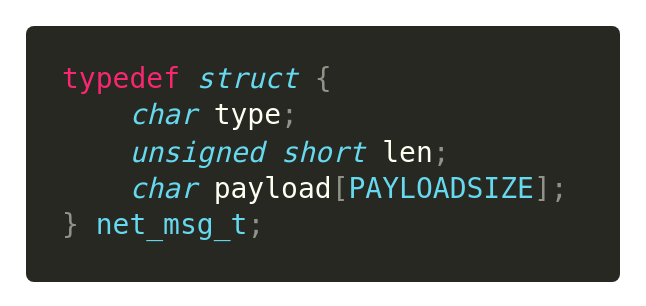 typedef struct {
    char type;
    unsigned short len;
    char payload[PAYLOADSIZE];
} net_msg_t;